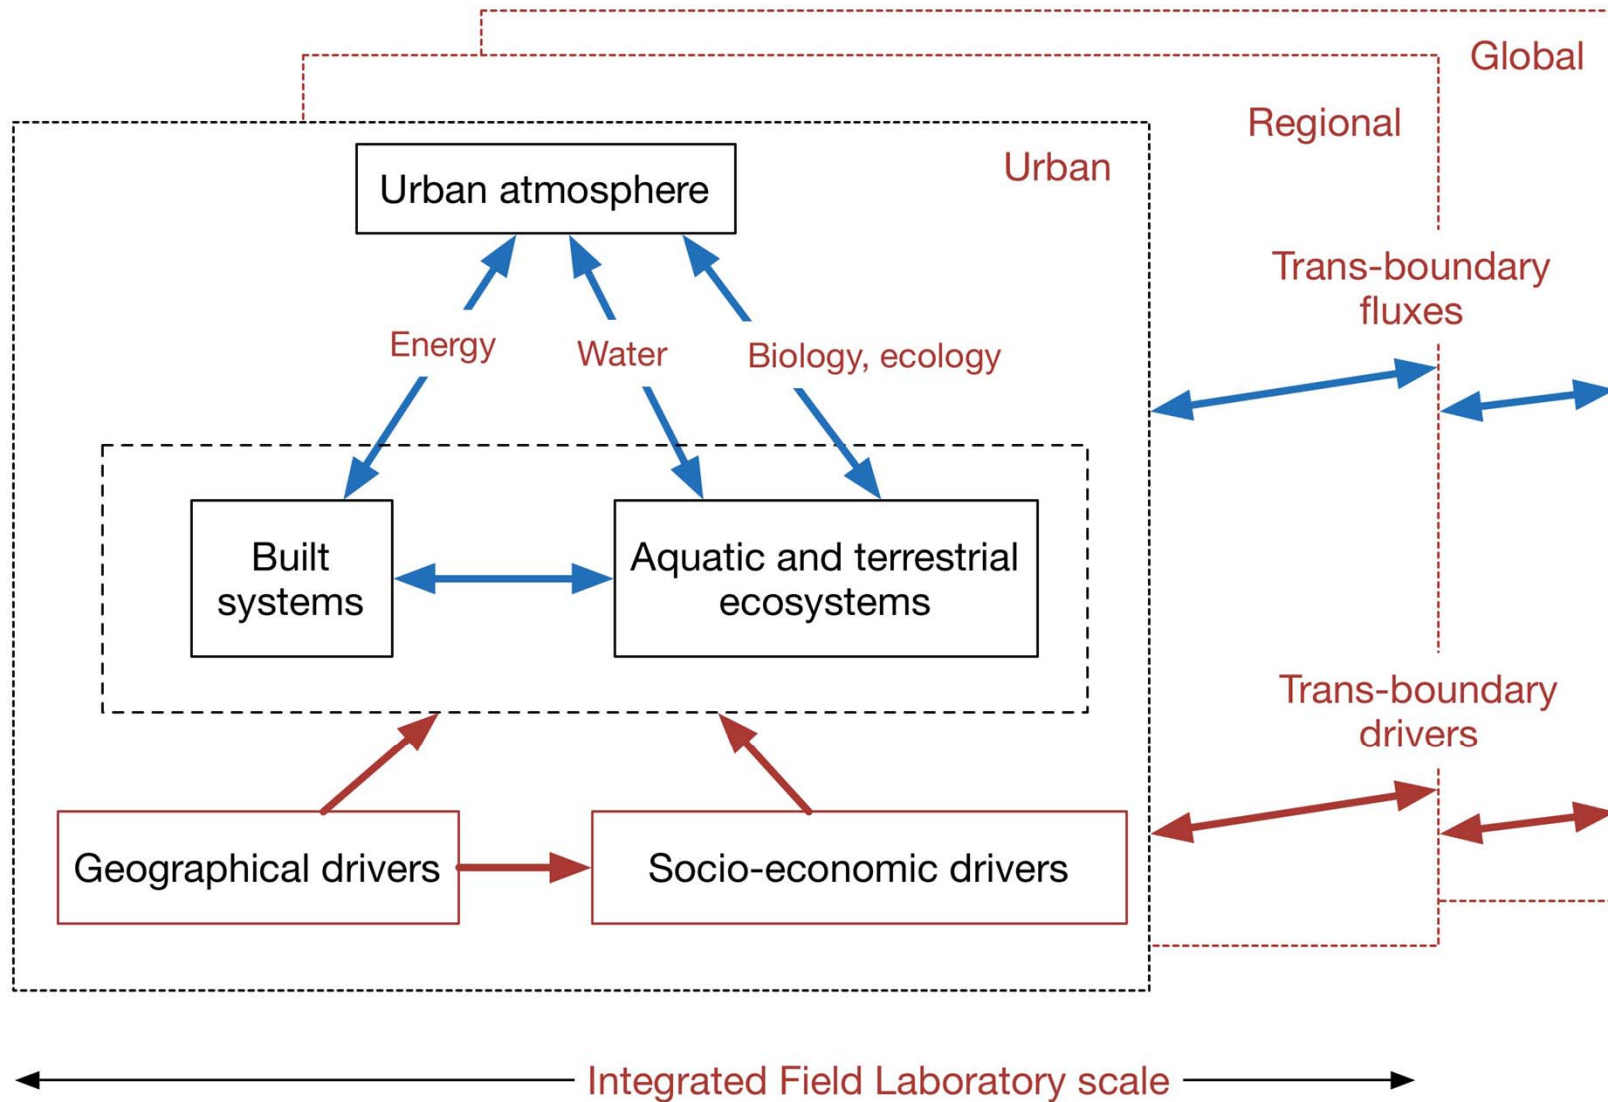 Global
Regional
Urban
Urban atmosphere
Trans-boundary
fluxes
Energy
Water
Biology, ecology
Built
systems
Aquatic and terrestrial
ecosystems
Trans-boundary
drivers
Geographical drivers
Socio-economic drivers
Integrated Field Laboratory scale